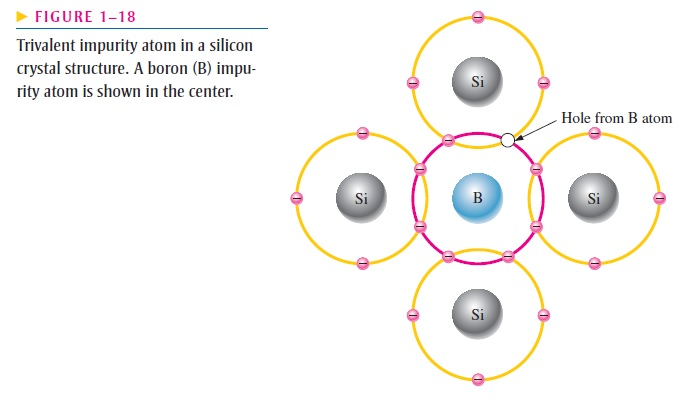 FIGURE 1–18
Trivalent impurity atom in a silicon
crystal structure. A boron (B) impu-
rity atom is shown in the center.
Si
Hole from B atom
Si
B
Si
Si